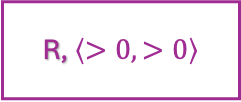 R, ⟨> 0, > 0⟩